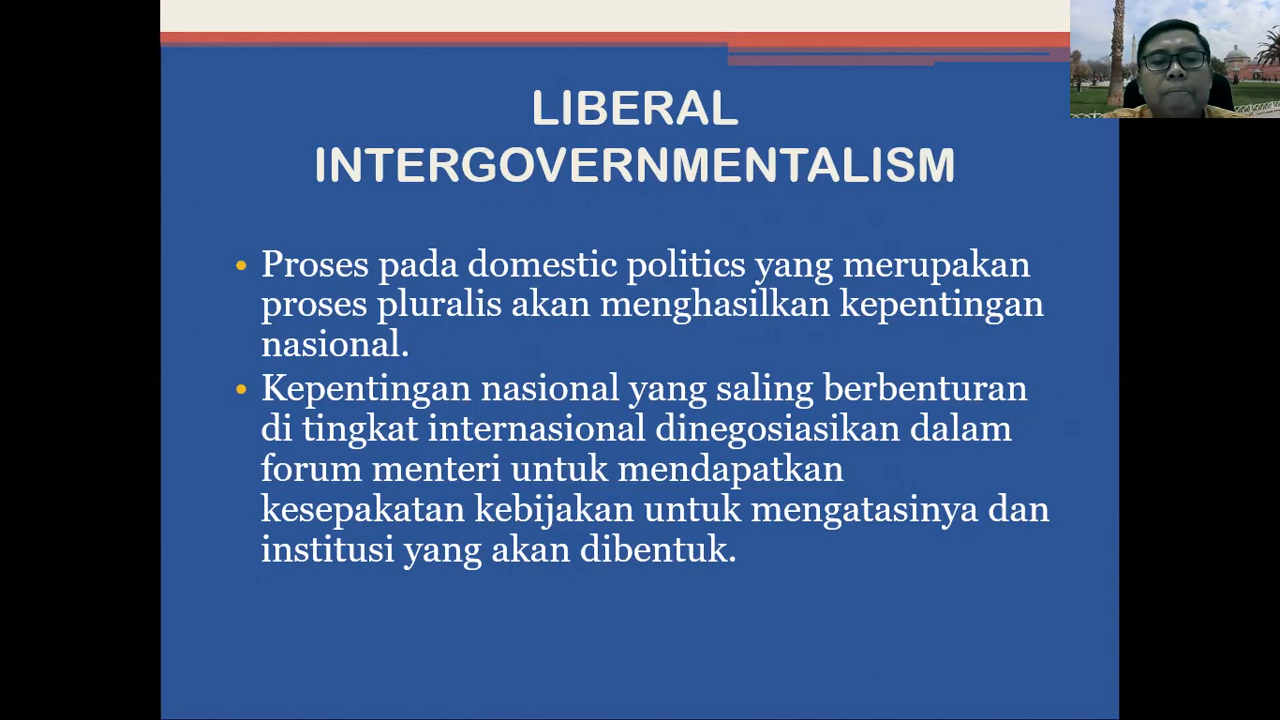 LIBERAL
INTERGOVERNMENTALISM
• Proses pada domestic politics yang merupakan
proses pluralis akan menghasilkan kepentingan
nasional.
• Kepentingan nasional yang saling berbenturan
di tingkat internasional dinegosiasikan dalam
forum menteri untuk mendapatkan
kesepakatan kebijakan untuk mengatasinya dan
institusi yang akan dibentuk.